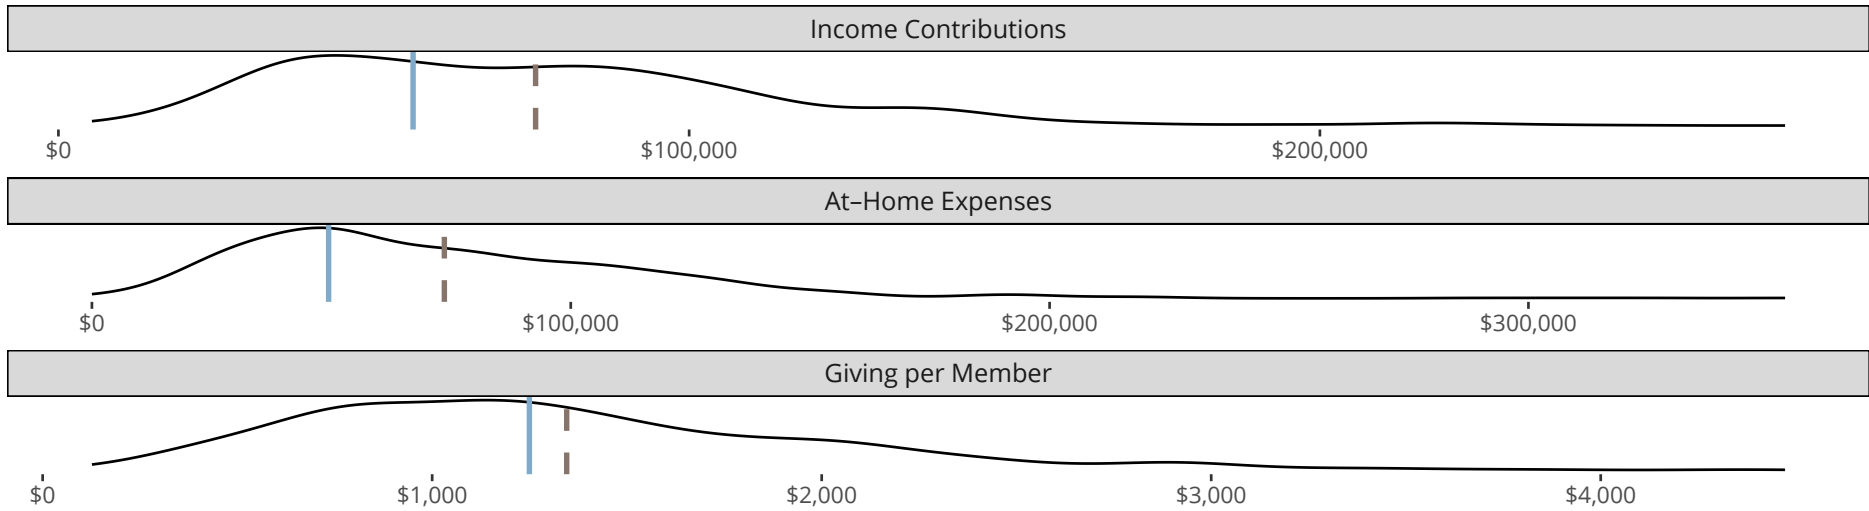 Income Contributions
$0 $100,000 $200,000
At–Home Expenses
$0 $100,000 $200,000 $300,000
Giving per Member
$0 $1,000 $2,000 $3,000 $4,000